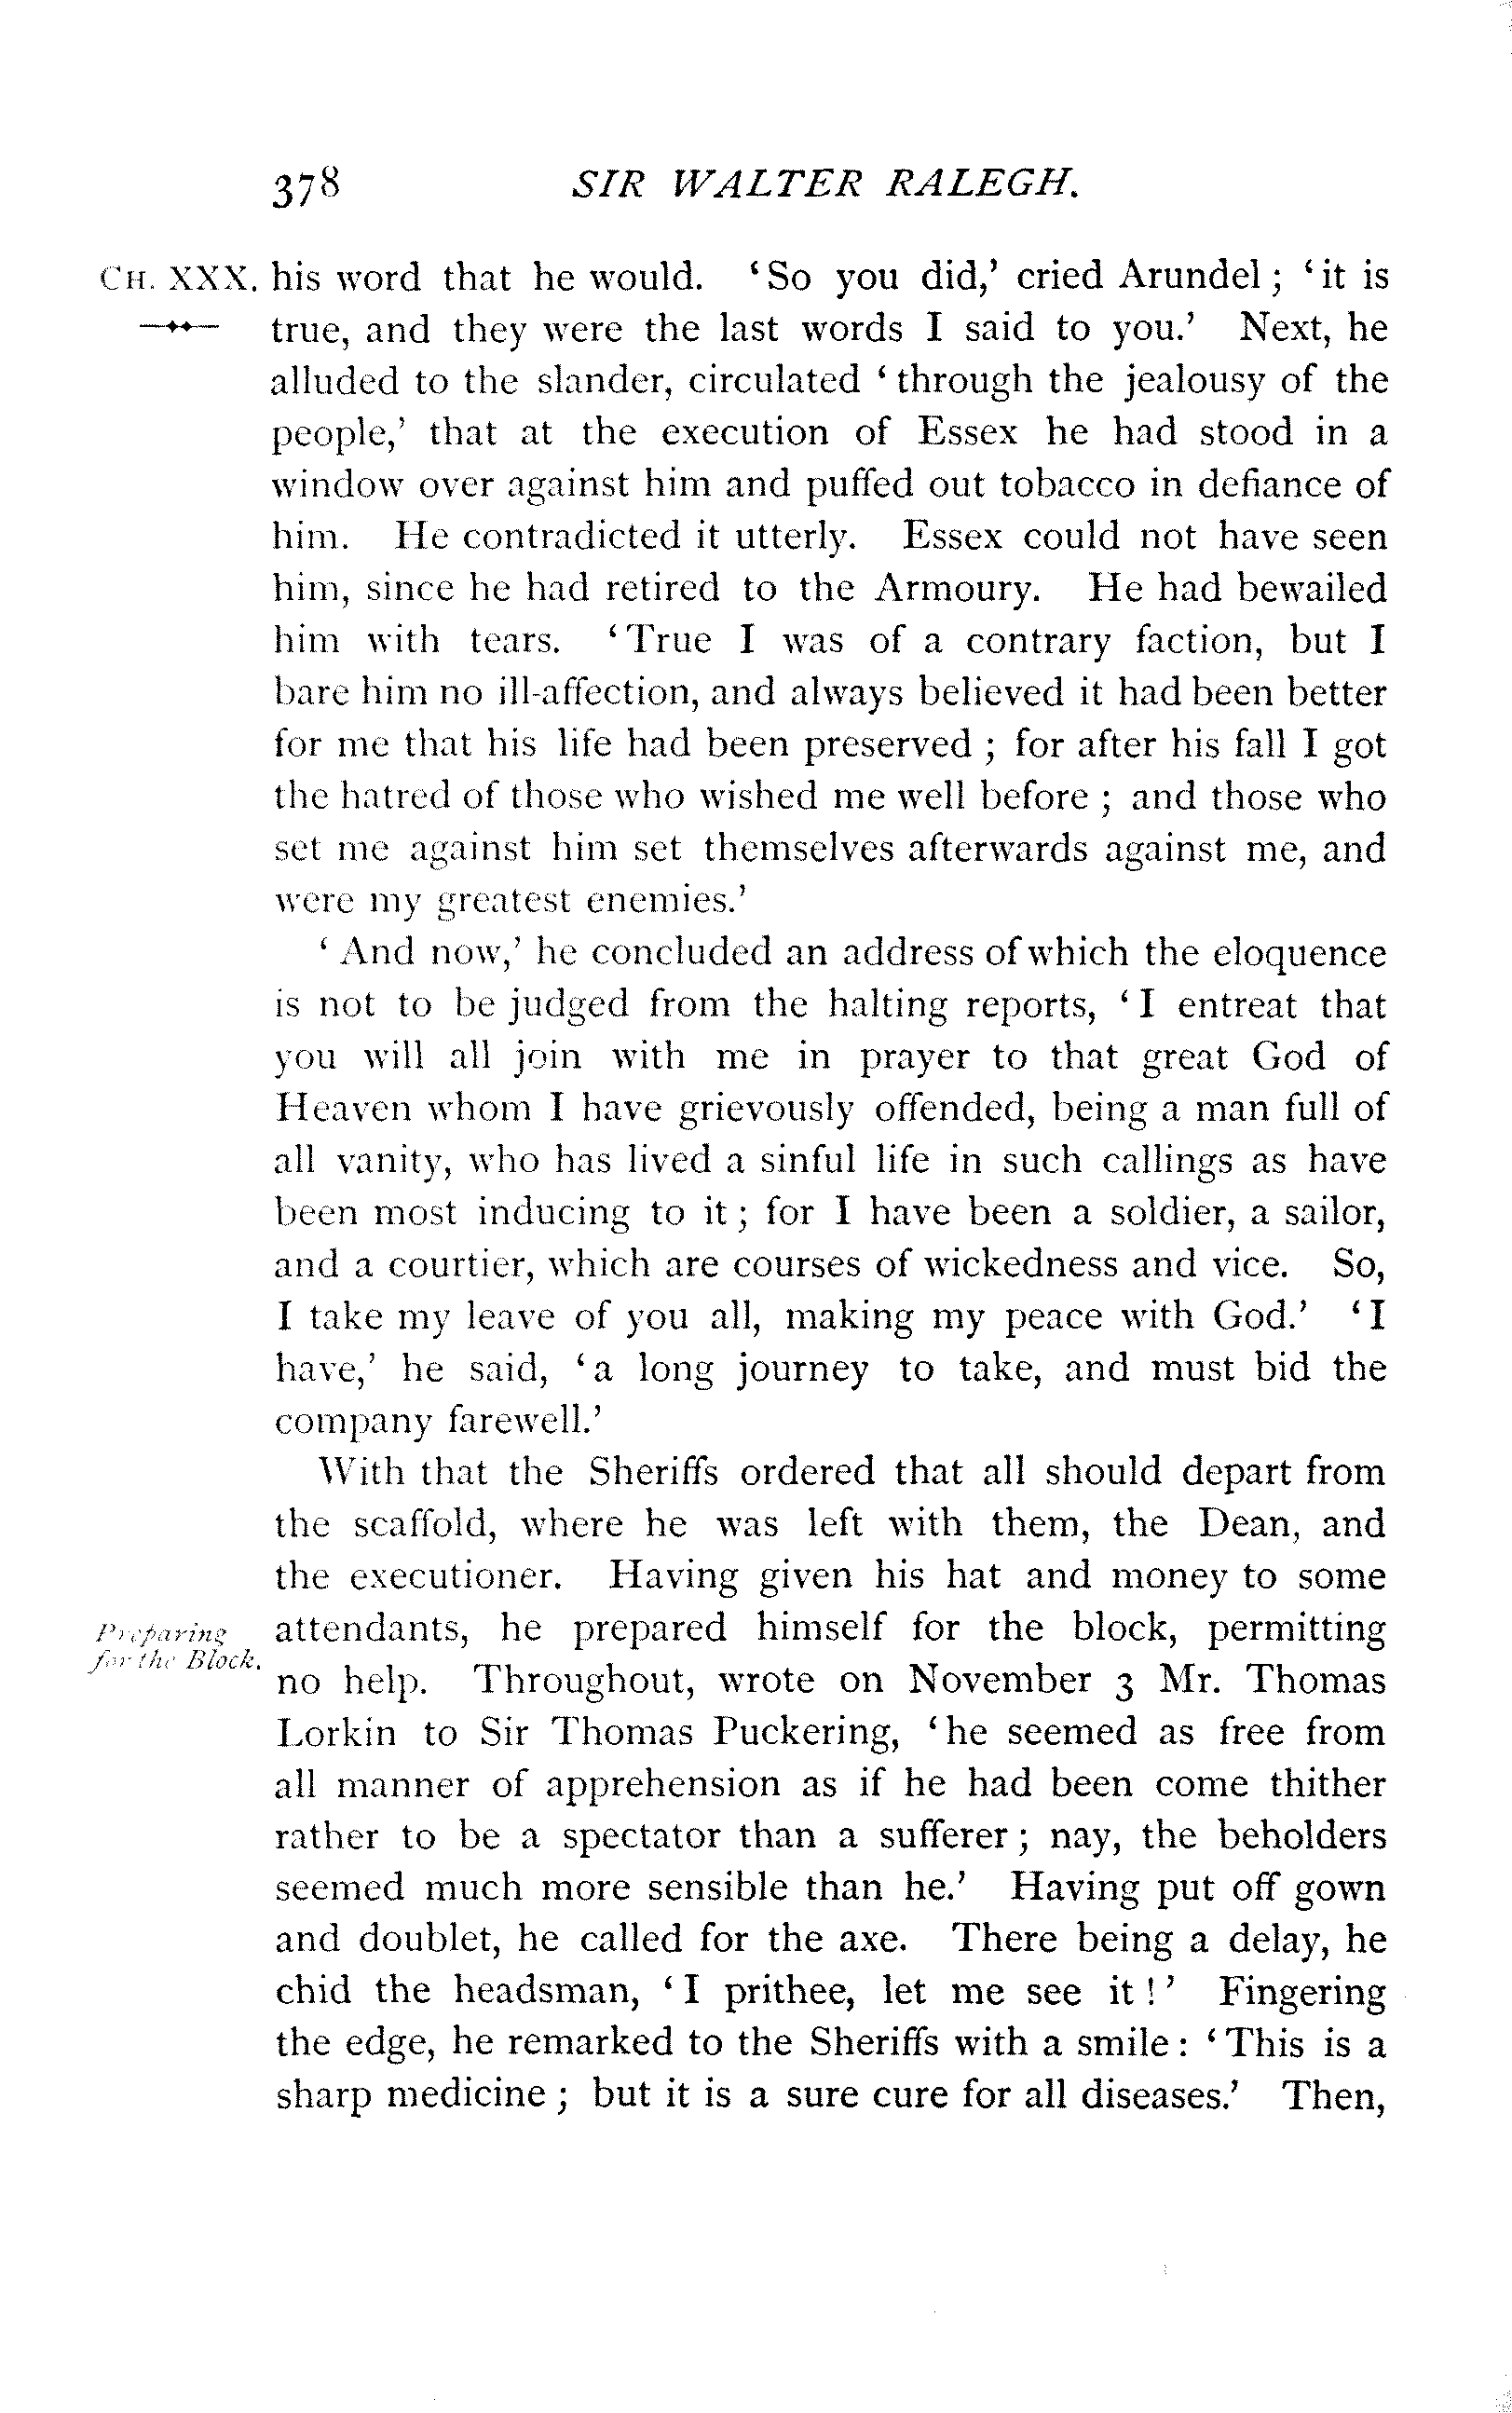 378 SIR WALTER RALEGH.
CH. XXX. his word that he would. ‘So you did,’ cried Arundel; ‘it is
true, and they were the last words I said to you.’ Next, he
alluded to the slander, circulated ‘through the jealousy of the
people,’ that at the execution of Essex he had stood in a
window over against him and puffed out tobacco in defiance of
him. He contradicted it utterly. Essex could not have seen
him, since he had retired to the Armoury. He had bewailed
him with tears. ‘True I was of a contrary faction, but I
bare him no ill-affection, and always believed it had been better
for me that his life had been preserved; for after his fall I got
the hatred of those who wished me well before; and those who
set me against him set themselves afterwards against me, and
were my greatest enemies.’
‘And now,’ he concluded an address of which the eloquence
is not to be judged from the halting reports, ‘I entreat that
you will all join with me in prayer to that great God of
Heaven whom I have grievously offended, being a man full of
all vanity, who has lived a sinful life in such callings as have
been most inducing to it; for I have been a soldier, a sailor,
and a courtier, which are courses of wickedness and vice. So,
I take my leave of you all, making my peace with God.’ ‘I
have,’ he said, ‘a long journey to take, and must bid the
company farewell.’
With that the Sheriffs ordered that all should depart from
the scaffold, where he was left with them, the Dean, and
the executioner. Having given his hat and money to some
Preparing
for the Block.
attendants, he prepared himself for the block, permitting
no help. Throughout, wrote on November 3 Mr. Thomas
Lorkin to Sir Thomas Puckering, ‘he seemed as free from
all manner of apprehension as if he had been come thither
rather to be a spectator than a sufferer; nay, the beholders
seemed much more sensible than he.’ Having put off gown
and doublet, he called for the axe. There being a delay, he
chid the headsman, ‘I prithee, let me see it!’ Fingering
the edge, he remarked to the Sheriffs with a smile: ‘This is a
sharp medicine; but it is a sure cure for all diseases.’ Then,